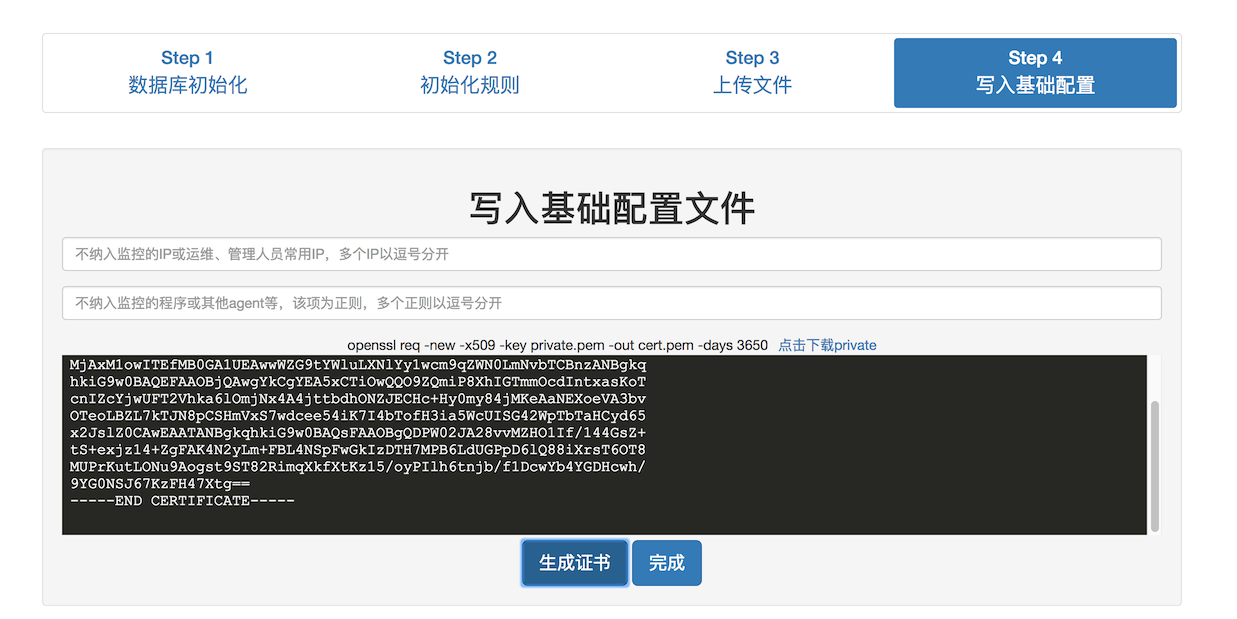 Step 1
数据库初始化
Step 2
初始化规则
Step 3
上传文件
Step 4
写入基础配置
写入基础配置文件
不纳入监控的IP或运维、管理人员常用IP，多个IP以逗号分开
不纳入监控的程序或其他agent等，该项为正则，多个正则以逗号分开
openssl req -new -x509 -key private.pem -out cert.pem -days 3650 点击下载private
MjAxM1owITEfMB0GA1UEAwwWZG9tYWluLXNlYy1wcm9qZWN0LmNvbTCBnzANBgkq
hkiG9w0BAQEFAAOBjQAwgYkCgYEA5xCTiOwQQO9ZQmiP8XhIGTmmOcdIntxasKoT
cnIZcYjwUFT2Vhka6lOmjNx4A4jttbdhONZJECHc+Hy0my84jMKeAaNEXoeVA3bv
OTeoLBZL7kTJN8pCSHmVxS7wdcee54iK7I4bTofH3ia5WcUISG42WpTbTaHCyd65
x2JslZ0CAwEAATANBgkqhkiG9w0BAQsFAAOBgQDPW02JA28vvMZHO1If/144GsZ+
tS+exjz14+ZgFAK4N2yLm+FBL4NSpFwGkIzDTH7MPB6LdUGPpD6lQ88iXrsT6OT8
MUPrKutLONu9Aogst9ST82RimqXkfXtKz15/oyPIlh6tnjb/f1DcwYb4YGDHcwh/
9YG0NSJ67KzFH47Xtg==
-----END CERTIFICATE-----
生成证书
完成